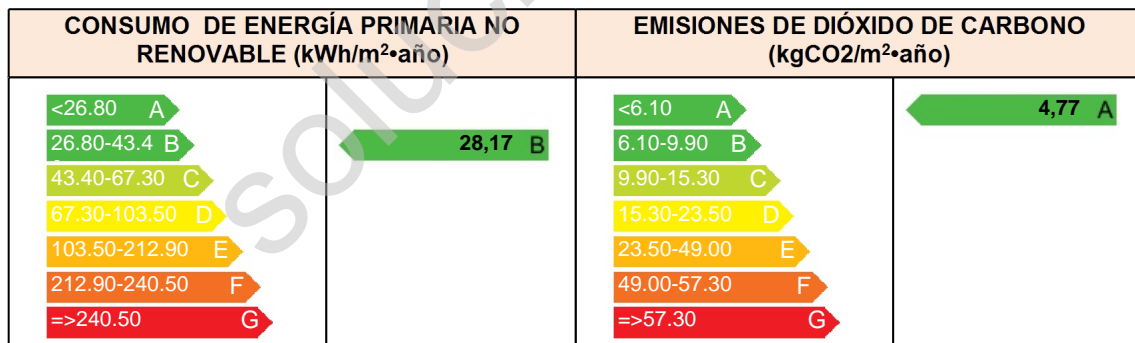 CONSUMO DE ENERGÍA PRIMARIA NO
RENOVABLE (kWh/m²•año)
EMISIONES DE DIÓXIDO DE CARBONO
(kgCO2/m²•año)
<26.80 A
26.80-43.4 B
28,17 B
43.40-67.30 C
67.30-103.50 D
103.50-212.90 E
212.90-240.50 F
=>240.50 G
<6.10 A
4,77 A
6.10-9.90 B
9.90-15.30 C
15.30-23.50 D
23.50-49.00 E
49.00-57.30 F
=>57.30 G
soluc